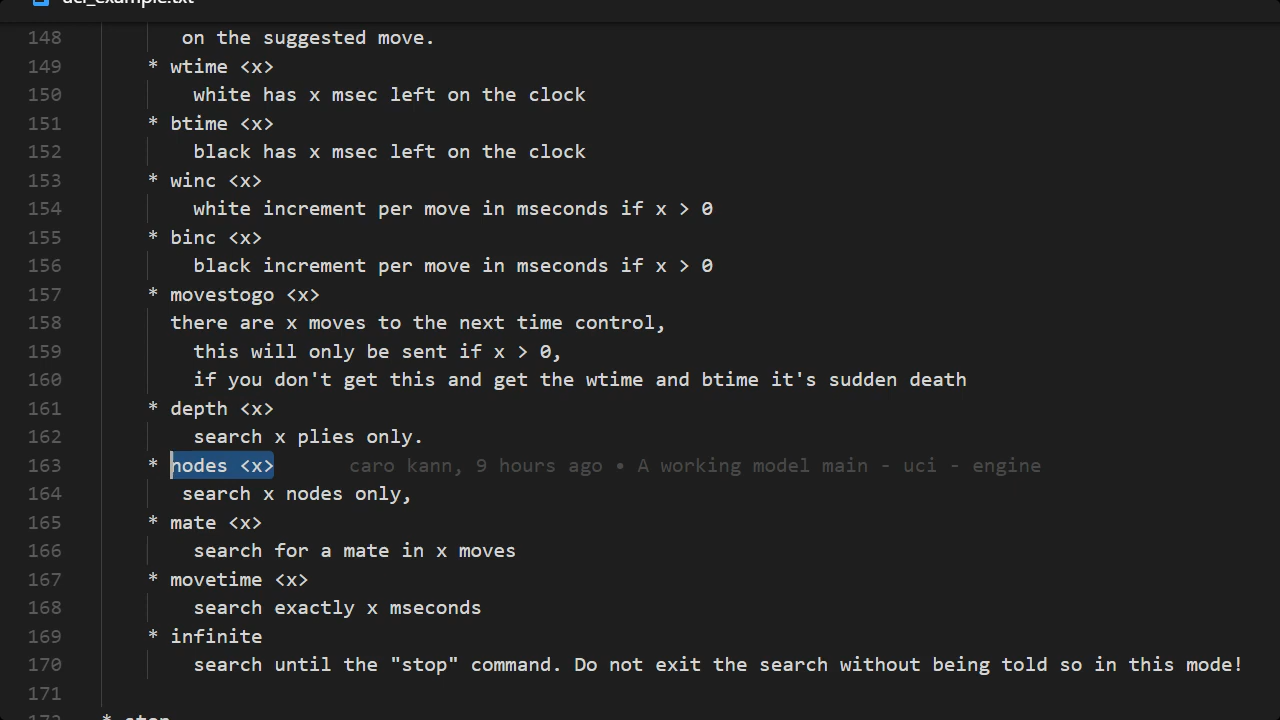 uci_example.txt
148 on the suggested move.
149 * wtime <x>
150 white has x msec left on the clock
151 * btime <x>
152 black has x msec left on the clock
153 * winc <x>
154 white increment per move in mseconds if x > 0
155 * binc <x>
156 black increment per move in mseconds if x > 0
157 * movestogo <x>
158 there are x moves to the next time control,
159 this will only be sent if x > 0,
160 if you don't get this and get the wtime and btime it's sudden death
161 * depth <x>
162 search x plies only.
163 * nodes <x> caro kann, 9 hours ago • A working model main - uci - engine
164 search x nodes only,
165 * mate <x>
166 search for a mate in x moves
167 * movetime <x>
168 search exactly x mseconds
169 * infinite
170 search until the "stop" command. Do not exit the search without being told so in this mode!
171
172 * stop